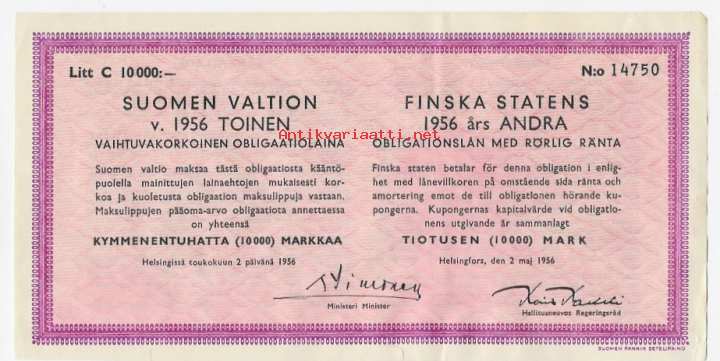 Litt C 10 000:—
N:o 14750
SUOMEN VALTION
v. 1956 TOINEN
VAIHTUVAKORKOINEN OBLIGAATIOLAINA
Suomen valtio maksaa tästä obligaatiosta kääntö-
puolella mainittujen lainaehtojen mukaisesti kor-
koa ja kuoletusta obligaation maksulippuja vastaan.
Maksulippujen pääoma-arvo obligaatiota annettaessa
on yhteensä
KYMMENENTUHATTA (10000) MARKKAA
Helsingissä toukokuun 2 päivänä 1956
FINSKA STATENS
1956 års ANDRA
OBLIGATIONSLÅN MED RÖRLIG RÄNTA
Finska staten betalar för denna obligation i enlig-
het med lånevillkoren på omstående sida ränta och
amortering emot de till obligationen hörande ku-
pongerna. Kupongernas kapitalvärde vid obligatio-
nens utgivande är sammanlagt
TIOTUSEN (10000) MARK
Helsingfors, den 2 maj 1956
Antikvariaatti.net
Ministeri Minister
Hallitusneuvos Regeringsråd
SUOMEN PANKIN SETELIPAINO